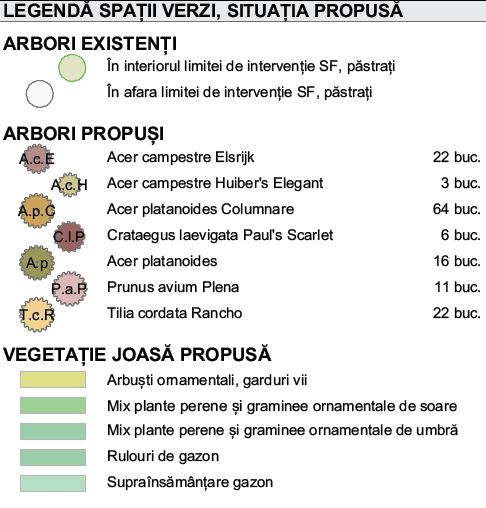 LEGENDĂ SPAȚII VERZI, SITUAȚIA PROPUSĂ
ARBORI EXISTENȚI
În interiorul limitei de intervenție SF, păstrați
În afara limitei de intervenție SF, păstrați
ARBORI PROPUȘI
A.c.E Acer campestre Elsrijk 22 buc.
A.c.H Acer campestre Huiber's Elegant 3 buc.
A.p.C Acer platanoides Columnare 64 buc.
C.l.P Crataegus laevigata Paul's Scarlet 6 buc.
A.p Acer platanoides 16 buc.
P.a.P Prunus avium Plena 11 buc.
T.c.R Tilia cordata Rancho 22 buc.
VEGETAȚIE JOASĂ PROPUSĂ
Arbuști ornamentali, garduri vii
Mix plante perene și graminee ornamentale de soare
Mix plante perene și graminee ornamentale de umbră
Rulouri de gazon
Supraînsămânțare gazon